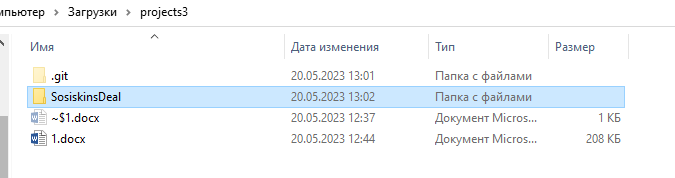 мпьютер > Загрузки > projects3
Имя Дата изменения Тип Размер
.git 20.05.2023 13:01 Папка с файлами
SosiskinsDeal 20.05.2023 13:02 Папка с файлами
~$1.docx 20.05.2023 12:37 Документ Micros... 1 КБ
1.docx 20.05.2023 12:44 Документ Micros... 208 КБ